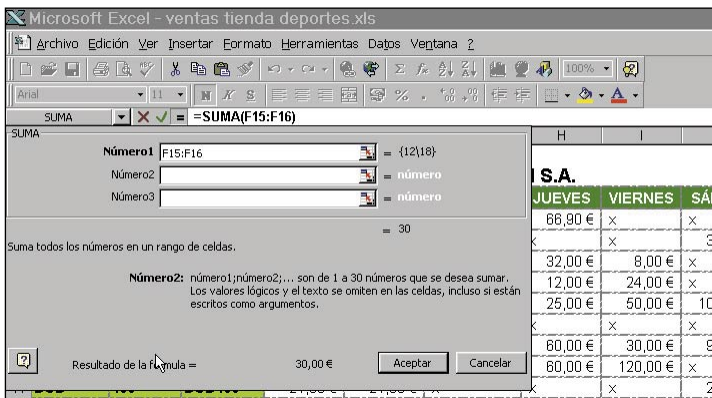 Microsoft Excel - ventas tienda deportes.xls
Archivo Edición Ver Insertar Formato Herramientas Datos Ventana ?
100%
Arial 11 N K S
SUMA =SUMA(F15:F16)
SUMA
Número1 F15:F16 = {12\18}
Número2 = número
Número3 = número
= 30
Suma todos los números en un rango de celdas.
Número2: número1;número2;... son de 1 a 30 números que se desea sumar.
Los valores lógicos y el texto se omiten en las celdas, incluso si están
escritos como argumentos.
Resultado de la fórmula = 30,00 € Aceptar Cancelar
H I
S.A.
JUEVES VIERNES
66,90 € x x
x x
32,00 € 8,00 € x
12,00 € 24,00 € x
25,00 € 50,00 € 10
x x x
60,00 € 30,00 € 9
60,00 € 120,00 € x
x x 2